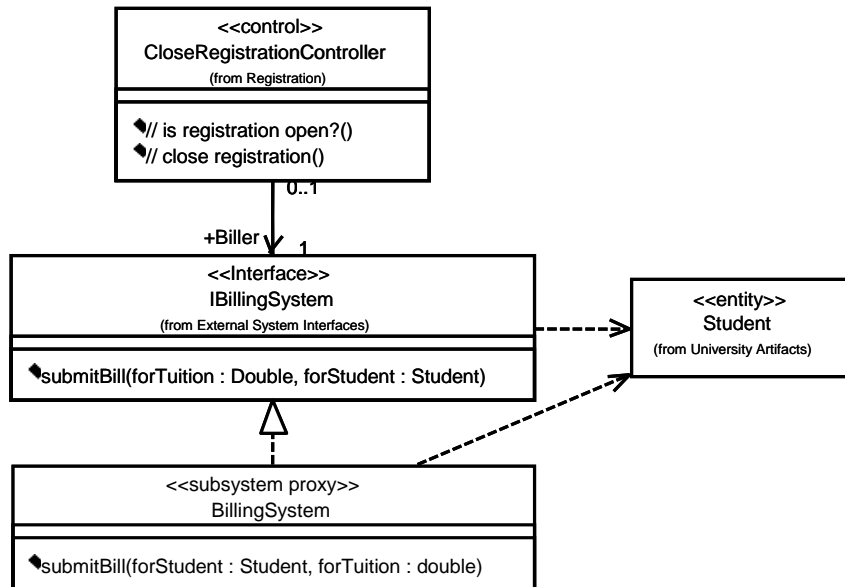 <<control>>
CloseRegistrationController
(from Registration)
// is registration open?()
// close registration()
0..1
+Biller
1
<<Interface>>
IBillingSystem
(from External System Interfaces)
submitBill(forTuition : Double, forStudent : Student)
<<entity>>
Student
(from University Artifacts)
<<subsystem proxy>>
BillingSystem
submitBill(forStudent : Student, forTuition : double)